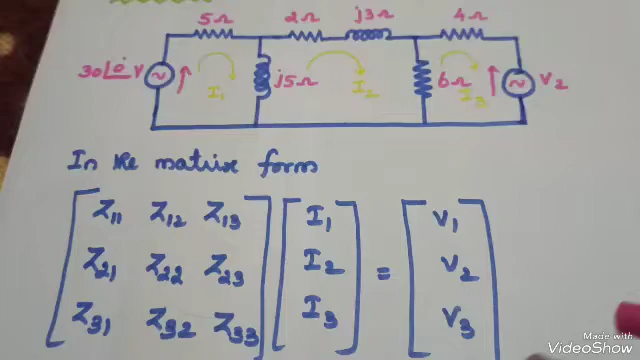 5Ω 2Ω j3Ω 4Ω
30∠0° V I1 j5Ω I2 6Ω I3 V2
In the matrix form
Z11 Z12 Z13 I1 V1
Z21 Z22 Z23 I2 = V2
Z31 Z32 Z33 I3 V3
Made with
VideoShow